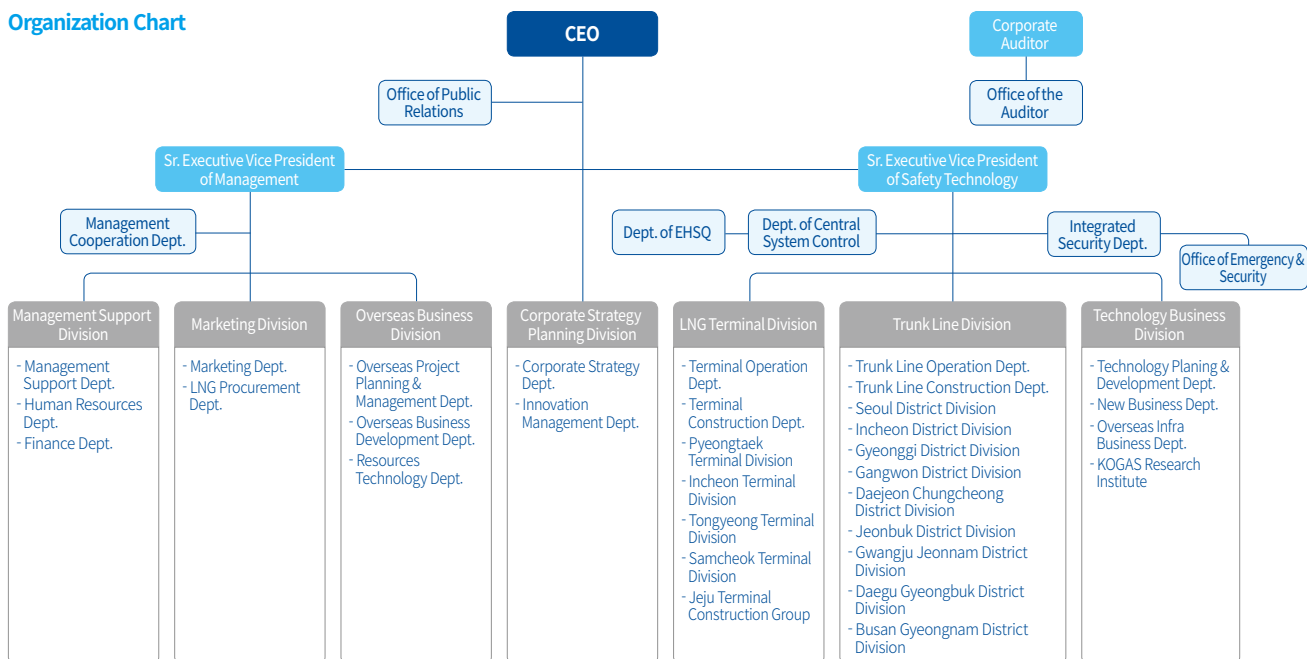 Organization Chart
CEO
Corporate
Auditor
Office of Public
Relations
Office of the
Auditor
Sr. Executive Vice President
of Management
Sr. Executive Vice President
of Safety Technology
Management
Cooperation Dept.
Dept. of EHSQ
Dept. of Central
System Control
Integrated
Security Dept.
Office of Emergency &
Security
Management Support
Division
- Management
Support Dept.
- Human Resources
Dept.
- Finance Dept.
Marketing Division
- Marketing Dept.
- LNG Procurement
Dept.
Overseas Business
Division
- Overseas Project
Planning &
Management Dept.
- Overseas Business
Development Dept.
- Resources
Technology Dept.
Corporate Strategy
Planning Division
- Corporate Strategy
Dept.
- Innovation
Management Dept.
LNG Terminal Division
- Terminal Operation
Dept.
- Terminal
Construction Dept.
- Pyeongtaek
Terminal Division
- Incheon Terminal
Division
- Tongyeong Terminal
Division
- Samcheok Terminal
Division
- Jeju Terminal
Construction Group
Trunk Line Division
- Trunk Line Operation Dept.
- Trunk Line Construction Dept.
- Seoul District Division
- Incheon District Division
- Gyeonggi District Division
- Gangwon District Division
- Daejeon Chungcheong
District Division
- Jeonbuk District Division
- Gwangju Jeonnam District
Division
- Daegu Gyeongbuk District
Division
- Busan Gyeongnam District
Division
Technology Business
Division
- Technology Planing &
Development Dept.
- New Business Dept.
- Overseas Infra
Business Dept.
- KOGAS Research
Institute